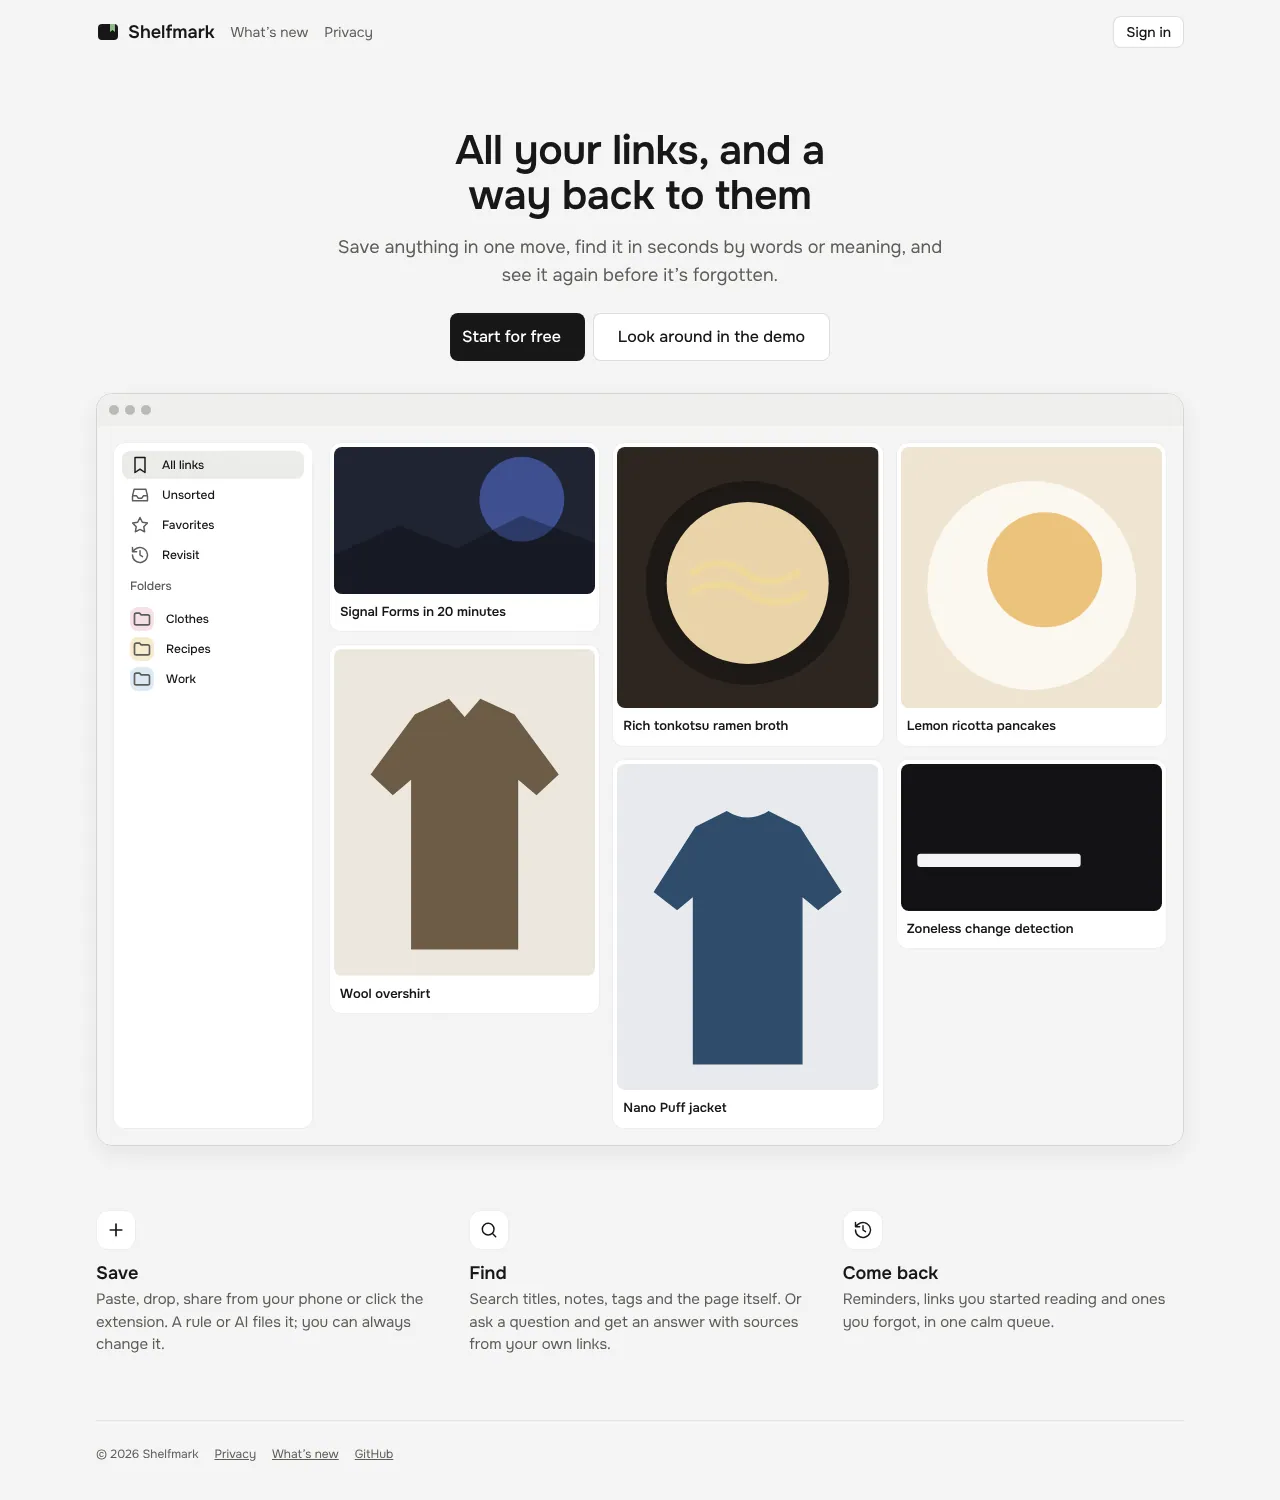 Shelfmark What's new Privacy Sign in
All your links, and a
way back to them
Save anything in one move, find it in seconds by words or meaning, and
see it again before it's forgotten.
Start for free Look around in the demo
All links
Unsorted
Favorites
Revisit
Folders
Clothes
Recipes
Work
Signal Forms in 20 minutes
Wool overshirt
Rich tonkotsu ramen broth
Nano Puff jacket
Lemon ricotta pancakes
Zoneless change detection
Save
Paste, drop, share from your phone or click the
extension. A rule or AI files it; you can always
change it.
Find
Search titles, notes, tags and the page itself. Or
ask a question and get an answer with sources
from your own links.
Come back
Reminders, links you started reading and ones
you forgot, in one calm queue.
© 2026 Shelfmark Privacy What's new GitHub